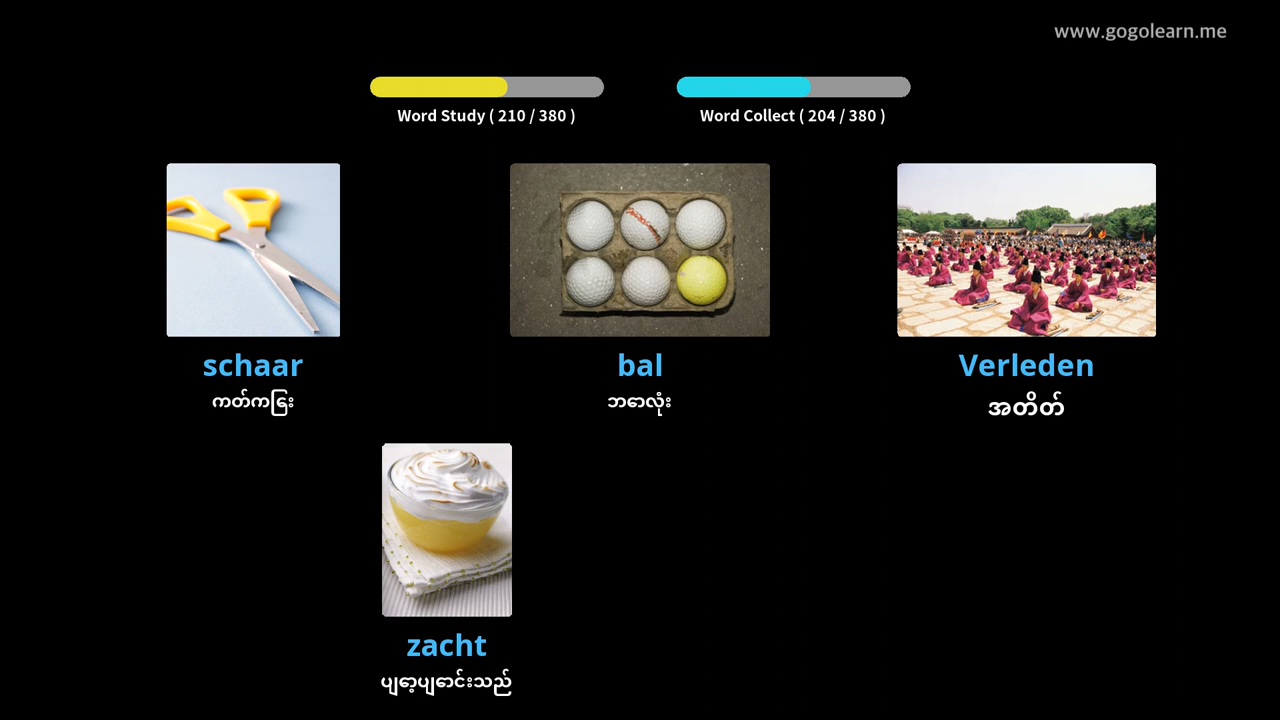 www.gogolearn.me
Word Study ( 210 / 380 )
Word Collect ( 204 / 380 )
schaar
ကတ်ကြေး
bal
ဘောလုံး
Verleden
အတိတ်
zacht
ပျော့ပျောင်းသည်